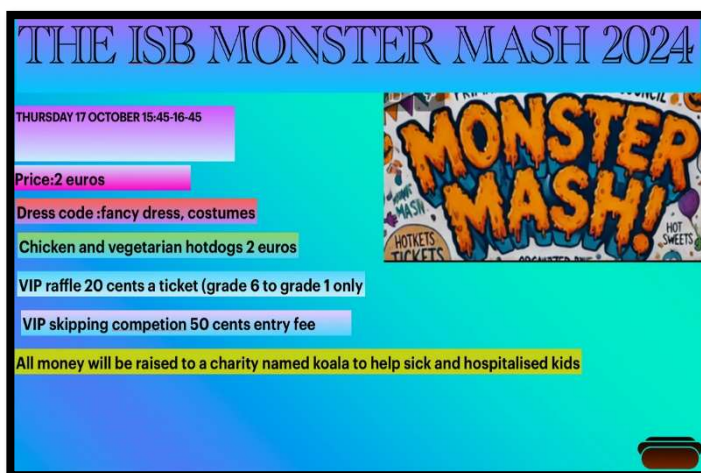 THE ISB MONSTER MASH 2024
THURSDAY 17 OCTOBER 15:45-16-45
Price:2 euros
Dress code :fancy dress, costumes
Chicken and vegetarian hotdogs 2 euros
VIP raffle 20 cents a ticket (grade 6 to grade 1 only
VIP skipping competion 50 cents entry fee
All money will be raised to a charity named koala to help sick and hospitalised kids
COUNCIL
MONSTER
MASH!
MASH
HOT
SWEETS
HOTKETS
TICKETS